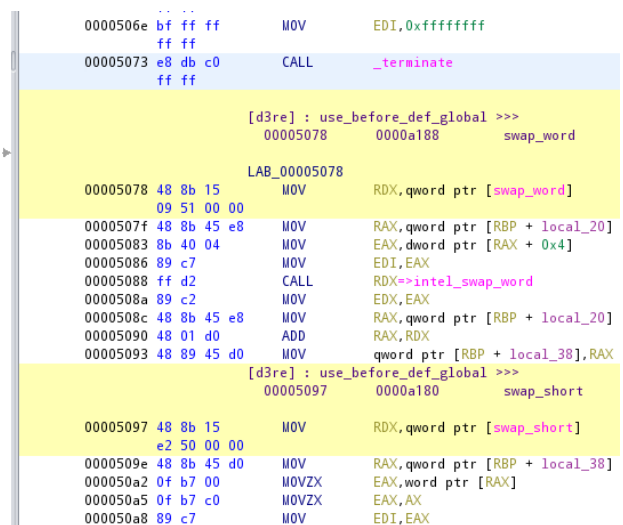 0000506e bf ff ff MOV EDI,0xffffffff
ff ff
00005073 e8 db c0 CALL _terminate
ff ff
[d3re] : use_before_def_global >>>
00005078 0000a188 swap_word
LAB_00005078
00005078 48 8b 15 MOV RDX,qword ptr [swap_word]
09 51 00 00
0000507f 48 8b 45 e8 MOV RAX,qword ptr [RBP + local_20]
00005083 8b 40 04 MOV EAX,dword ptr [RAX + 0x4]
00005086 89 c7 MOV EDI,EAX
00005088 ff d2 CALL RDX=>intel_swap_word
0000508a 89 c2 MOV EDX,EAX
0000508c 48 8b 45 e8 MOV RAX,qword ptr [RBP + local_20]
00005090 48 01 d0 ADD RAX,RDX
00005093 48 89 45 d0 MOV qword ptr [RBP + local_38],RAX
[d3re] : use_before_def_global >>>
00005097 0000a180 swap_short
00005097 48 8b 15 MOV RDX,qword ptr [swap_short]
e2 50 00 00
0000509e 48 8b 45 d0 MOV RAX,qword ptr [RBP + local_38]
000050a2 0f b7 00 MOVZX EAX,word ptr [RAX]
000050a5 0f b7 c0 MOVZX EAX,AX
000050a8 89 c7 MOV EDI,EAX